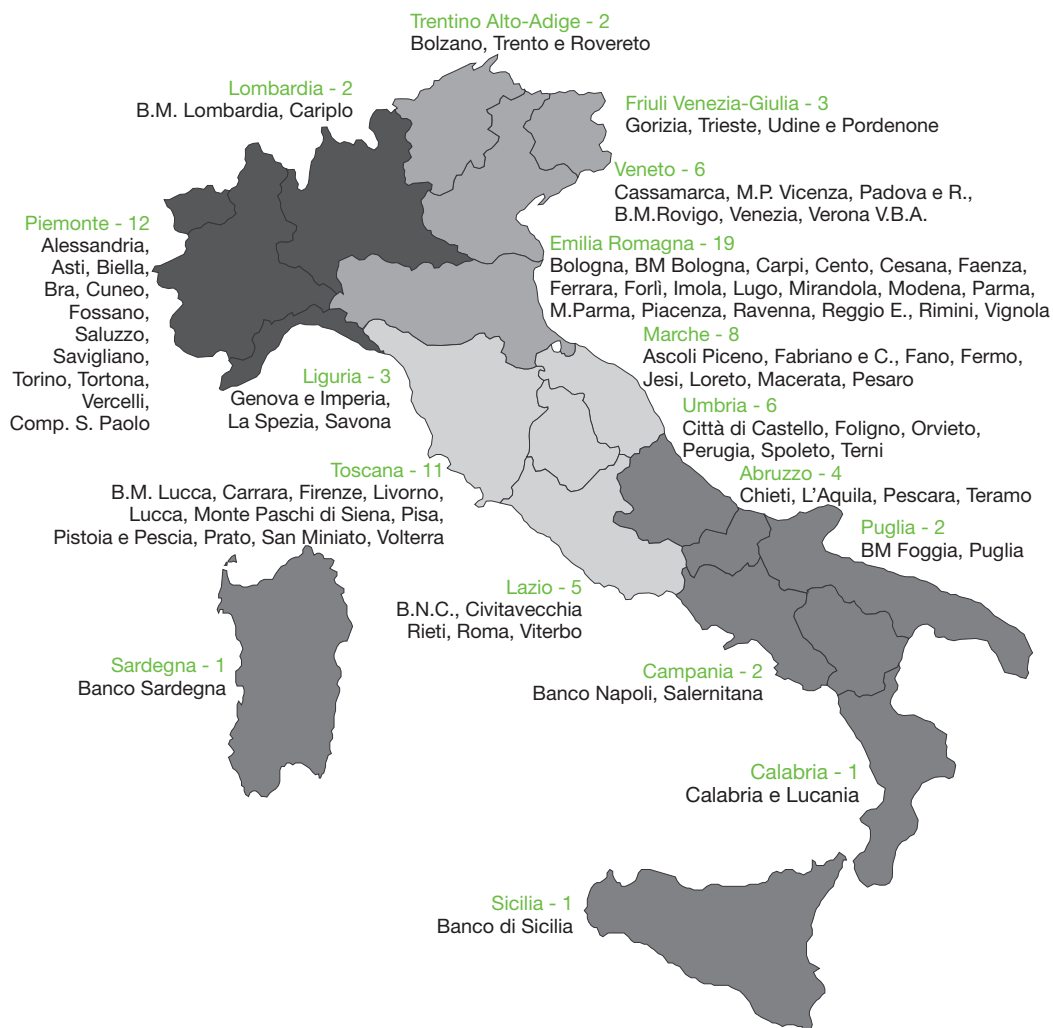 Trentino Alto-Adige - 2
Bolzano, Trento e Rovereto
Lombardia - 2
B.M. Lombardia, Cariplo
Friuli Venezia-Giulia - 3
Gorizia, Trieste, Udine e Pordenone
Veneto - 6
Cassamarca, M.P. Vicenza, Padova e R.,
B.M.Rovigo, Venezia, Verona V.B.A.
Piemonte - 12
Alessandria,
Asti, Biella,
Bra, Cuneo,
Fossano,
Saluzzo,
Savigliano,
Torino, Tortona,
Vercelli,
Comp. S. Paolo
Emilia Romagna - 19
Bologna, BM Bologna, Carpi, Cento, Cesana, Faenza,
Ferrara, Forlì, Imola, Lugo, Mirandola, Modena, Parma,
M.Parma, Piacenza, Ravenna, Reggio E., Rimini, Vignola
Marche - 8
Ascoli Piceno, Fabriano e C., Fano, Fermo,
Jesi, Loreto, Macerata, Pesaro
Liguria - 3
Genova e Imperia,
La Spezia, Savona
Umbria - 6
Città di Castello, Foligno, Orvieto,
Perugia, Spoleto, Terni
Toscana - 11
B.M. Lucca, Carrara, Firenze, Livorno,
Lucca, Monte Paschi di Siena, Pisa,
Pistoia e Pescia, Prato, San Miniato, Volterra
Abruzzo - 4
Chieti, L'Aquila, Pescara, Teramo
Puglia - 2
BM Foggia, Puglia
Lazio - 5
B.N.C., Civitavecchia
Rieti, Roma, Viterbo
Sardegna - 1
Banco Sardegna
Campania - 2
Banco Napoli, Salernitana
Calabria - 1
Calabria e Lucania
Sicilia - 1
Banco di Sicilia